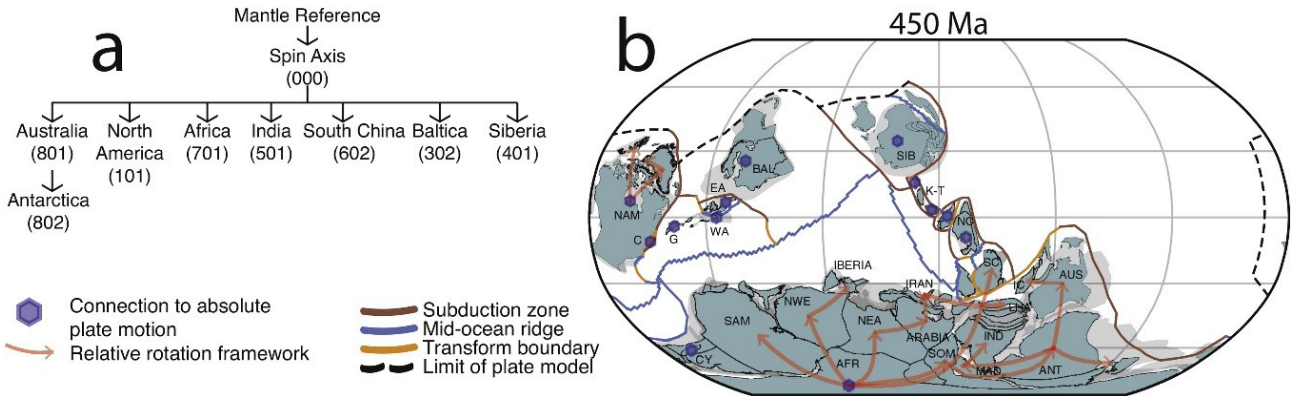 a
Mantle Reference
Spin Axis
(000)
Australia
(801)
North
America
(101)
Africa
(701)
India
(501)
South China
(602)
Baltica
(302)
Siberia
(401)
Antarctica
(802)
Connection to absolute
plate motion
Relative rotation framework
Subduction zone
Mid-ocean ridge
Transform boundary
Limit of plate model
b
450 Ma
SIB
BAL
EA
K-T
NAM
WA
NC
C
G
SC
IBERIA
IRAN
IC
AUS
NWE
SAM
NEA
ARABIA
IND
SOM
CY
AFR
MAD
ANT